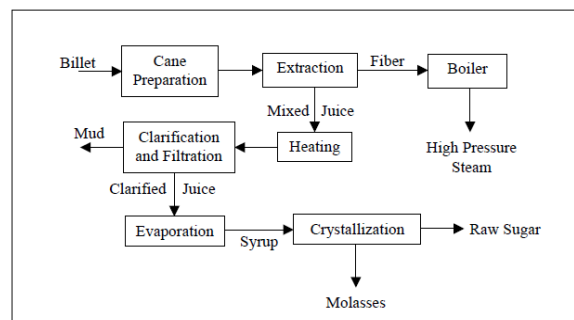 Billet
Cane
Preparation
Extraction
Fiber
Boiler
Mixed Juice
High Pressure
Steam
Mud
Clarification
and Filtration
Heating
Clarified Juice
Evaporation
Syrup
Crystallization
Raw Sugar
Molasses